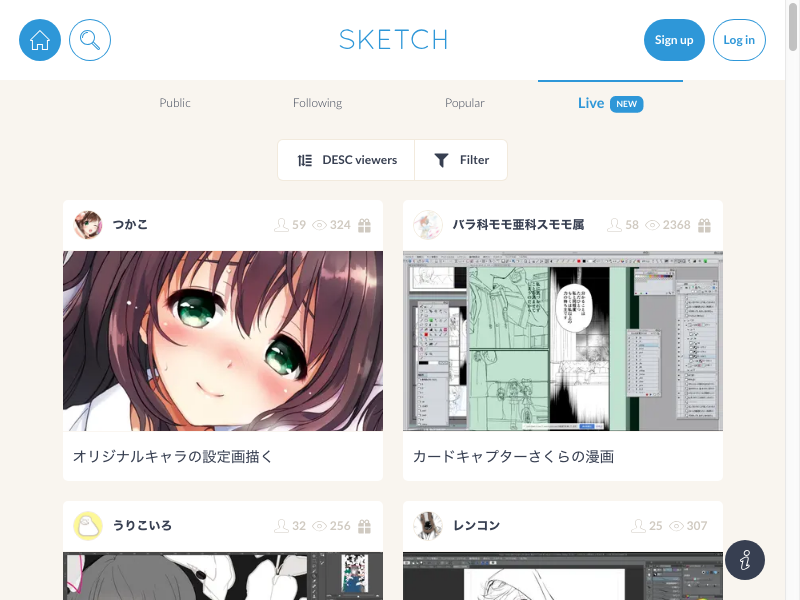 SKETCH
Sign up
Log in
Public
Following
Popular
Live NEW
DESC viewers
Filter
つかこ
59
324
バラ科モモ亜科スモモ属
58
2368
オリジナルキャラの設定画描く
カードキャプターさくらの漫画
うりこいろ
32
256
レンコン
25
307